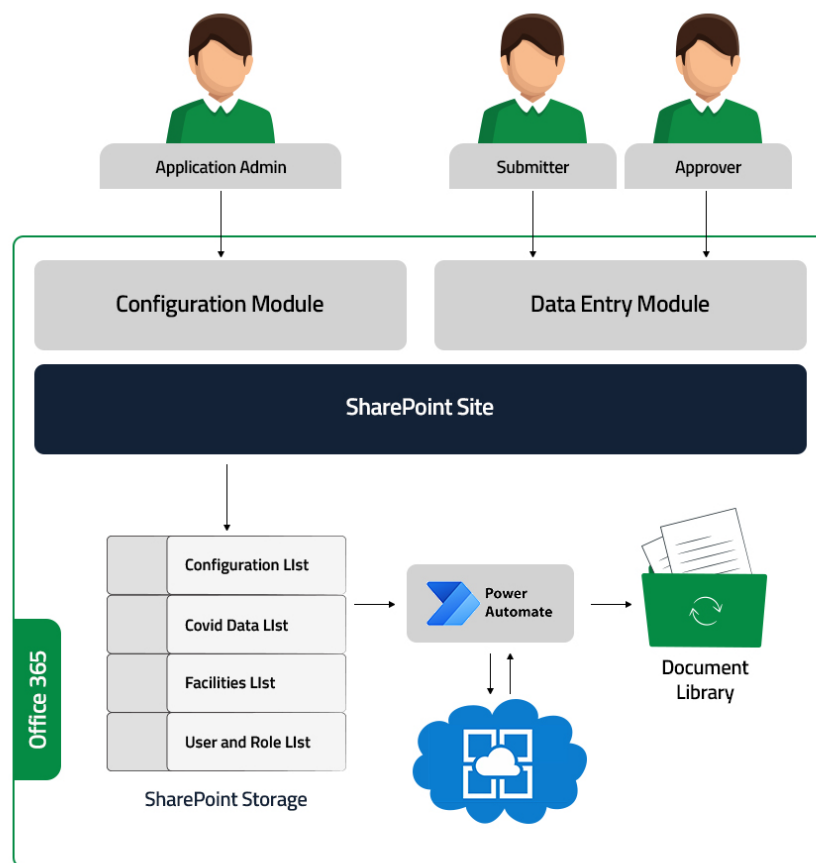 Application Admin
Submitter
Approver
Configuration Module
Data Entry Module
SharePoint Site
Configuration LIst
Covid Data LIst
Facilities LIst
User and Role LIst
SharePoint Storage
Power
Automate
Document
Library
Office 365